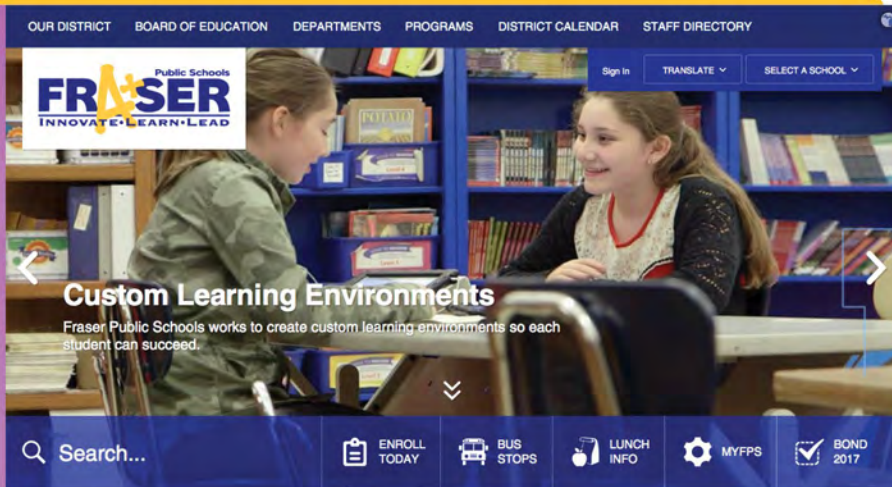 OUR DISTRICT BOARD OF EDUCATION DEPARTMENTS PROGRAMS DISTRICT CALENDAR STAFF DIRECTORY
Sign In TRANSLATE SELECT A SCHOOL
Public Schools
FRASER
INNOVATE•LEARN•LEAD
POTATO
Custom Learning Environments
Fraser Public Schools works to create custom learning environments so each
student can succeed.
Search...
ENROLL
TODAY
BUS
STOPS
LUNCH
INFO
MYFPS
BOND
2017